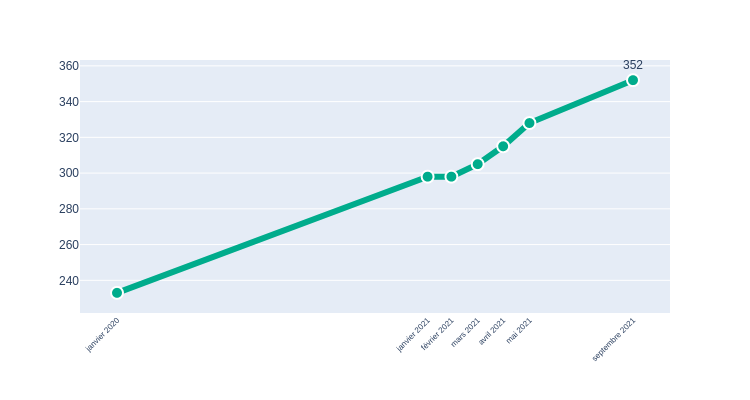 360
340
320
300
280
260
240
352
janvier 2020
janvier 2021
février 2021
mars 2021
avril 2021
mai 2021
septembre 2021